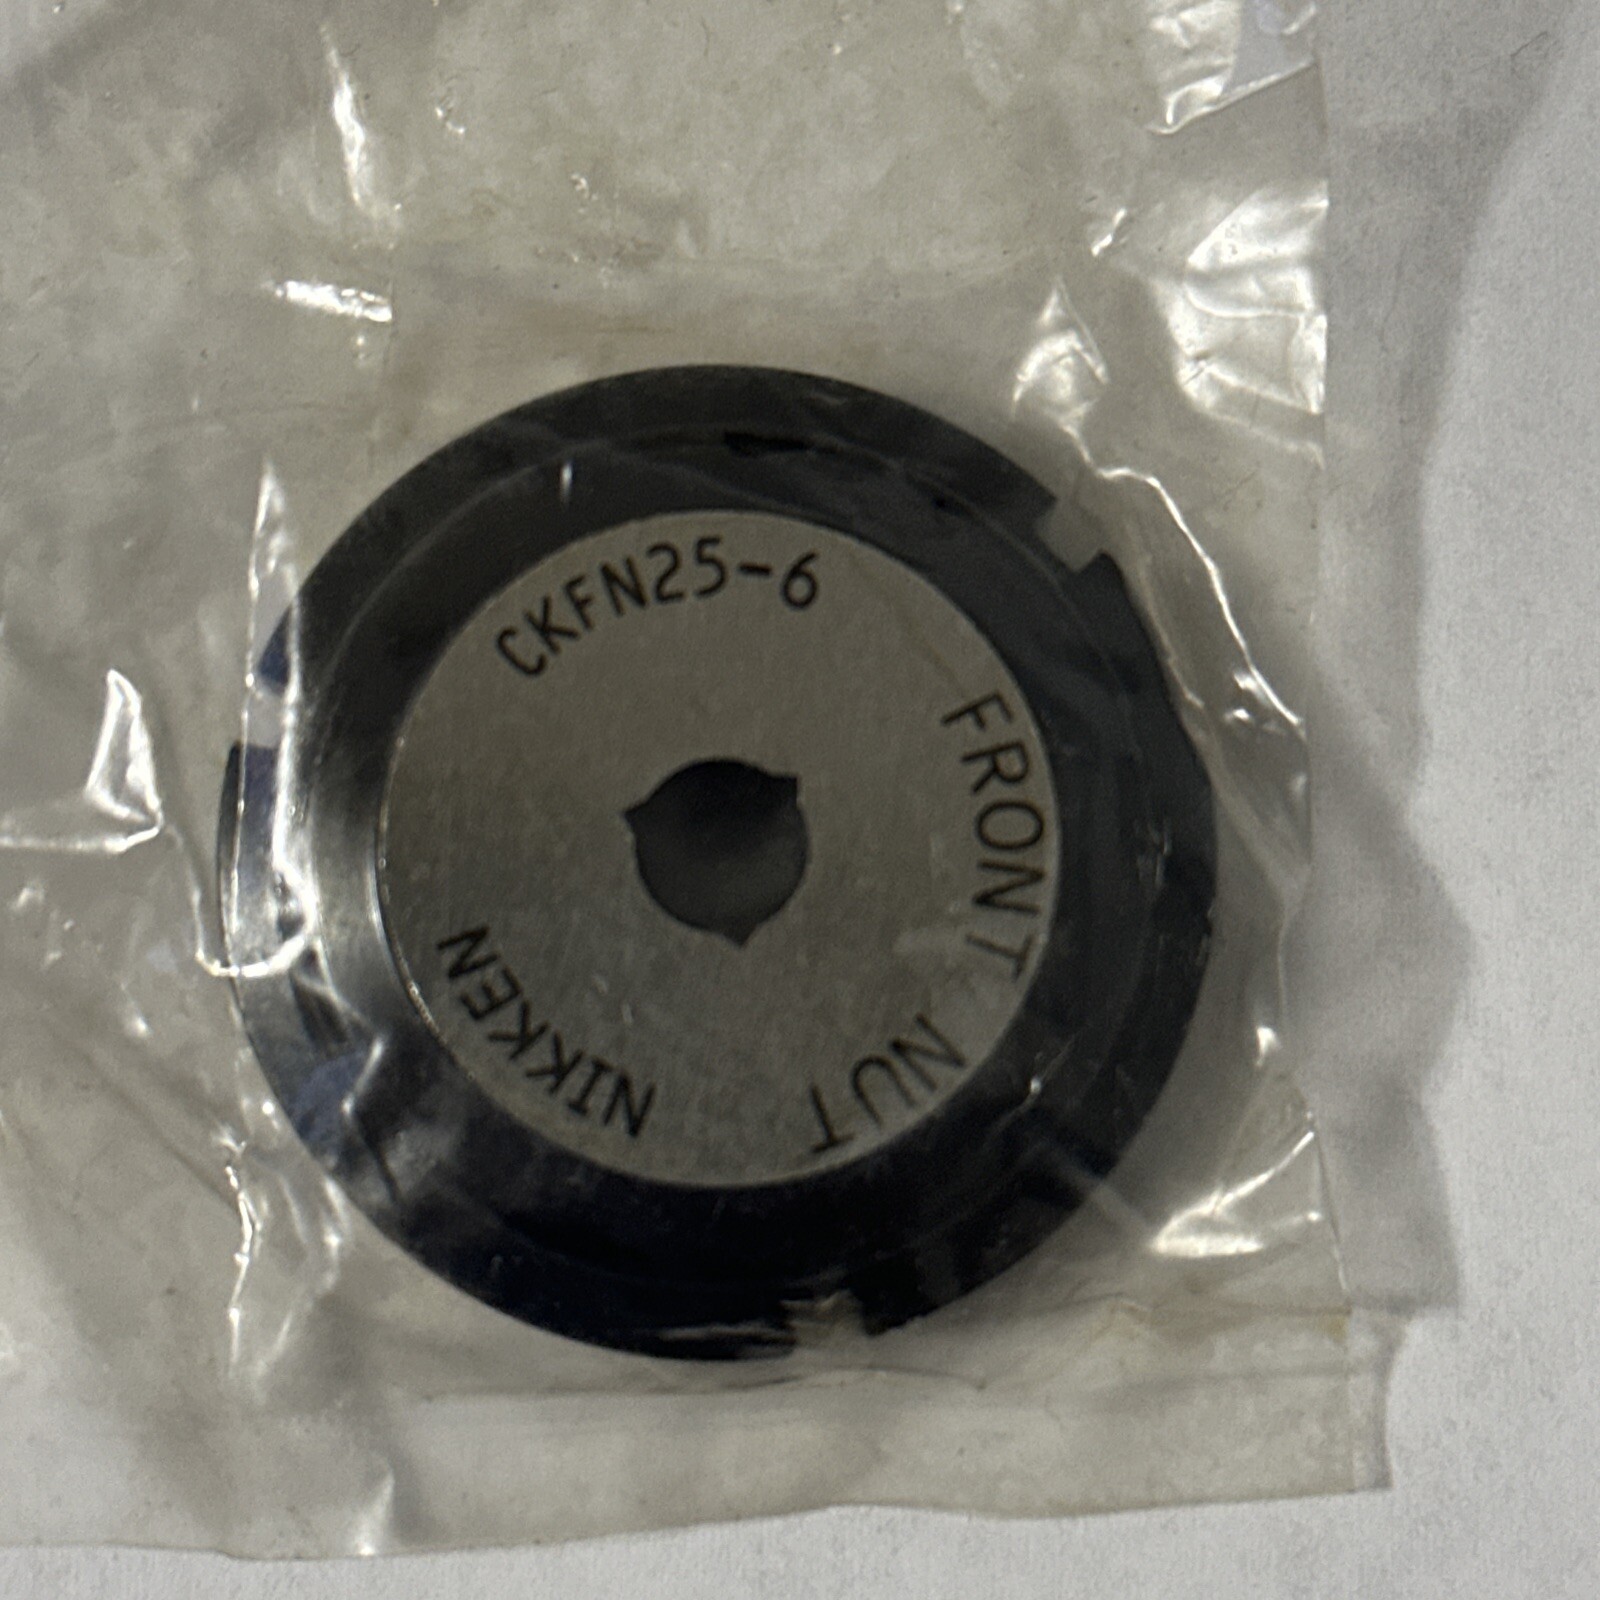 CKFN25-6
FRONT NUT
NIKKEN